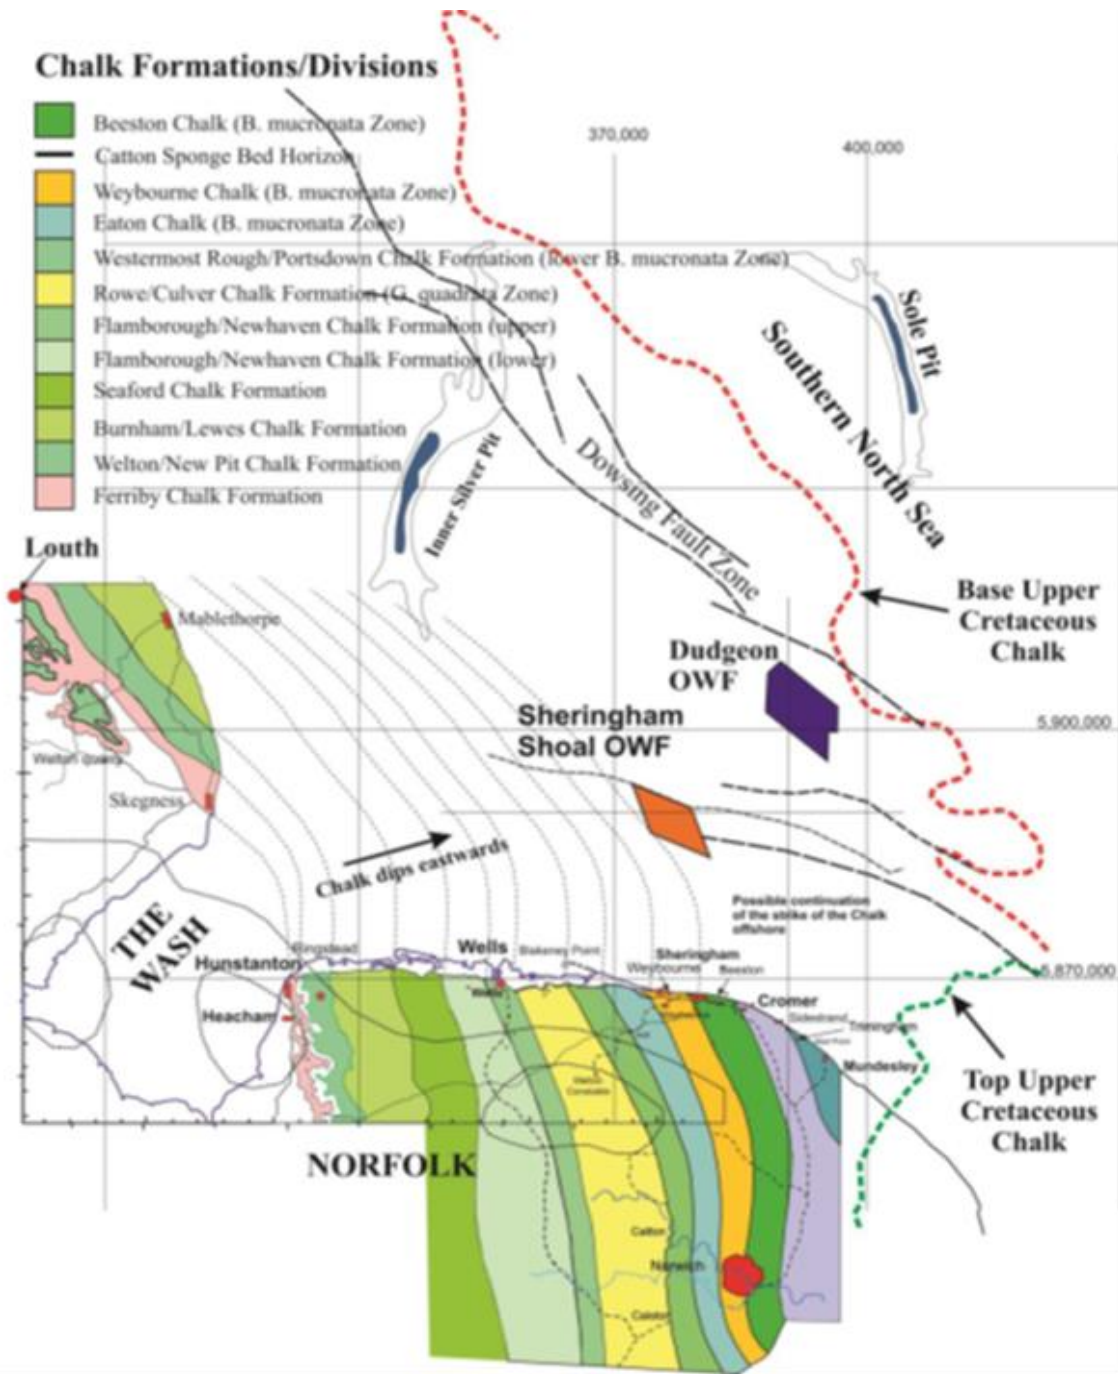 Chalk Formations/Divisions
Beeston Chalk (B. mucronata Zone)
Catton Sponge Bed Horizon
Weybourne Chalk (B. mucronata Zone)
Eaton Chalk (B. mucronata Zone)
Westermost Rough/Portsdown Chalk Formation (lower B. mucronata Zone)
Rowe/Culver Chalk Formation (G. quadrata Zone)
Flamborough/Newhaven Chalk Formation (upper)
Flamborough/Newhaven Chalk Formation (lower)
Seaford Chalk Formation
Burnham/Lewes Chalk Formation
Welton/New Pit Chalk Formation
Ferriby Chalk Formation
370,000
400,000
Sole Pit
Southern North Sea
Inner Silver Pit
Dowsing Fault Zone
Louth
Mablethorpe
Base Upper
Cretaceous
Chalk
Dudgeon
OWF
Sheringham
Shoal OWF
5,900,000
Welton quarry
Skegness
Chalk dips eastwards
Possible continuation
of the strike of the Chalk
offshore
THE
WASH
Ringstead
Hunstanton
Wells
Blakeney Point
Sheringham
Weybourne
Beeston
5,870,000
Wells
Cromer
Heacham
Sidestrand
Trimingham
Mundesley
Top Upper
Cretaceous
Chalk
NORFOLK
Catton
Norwich